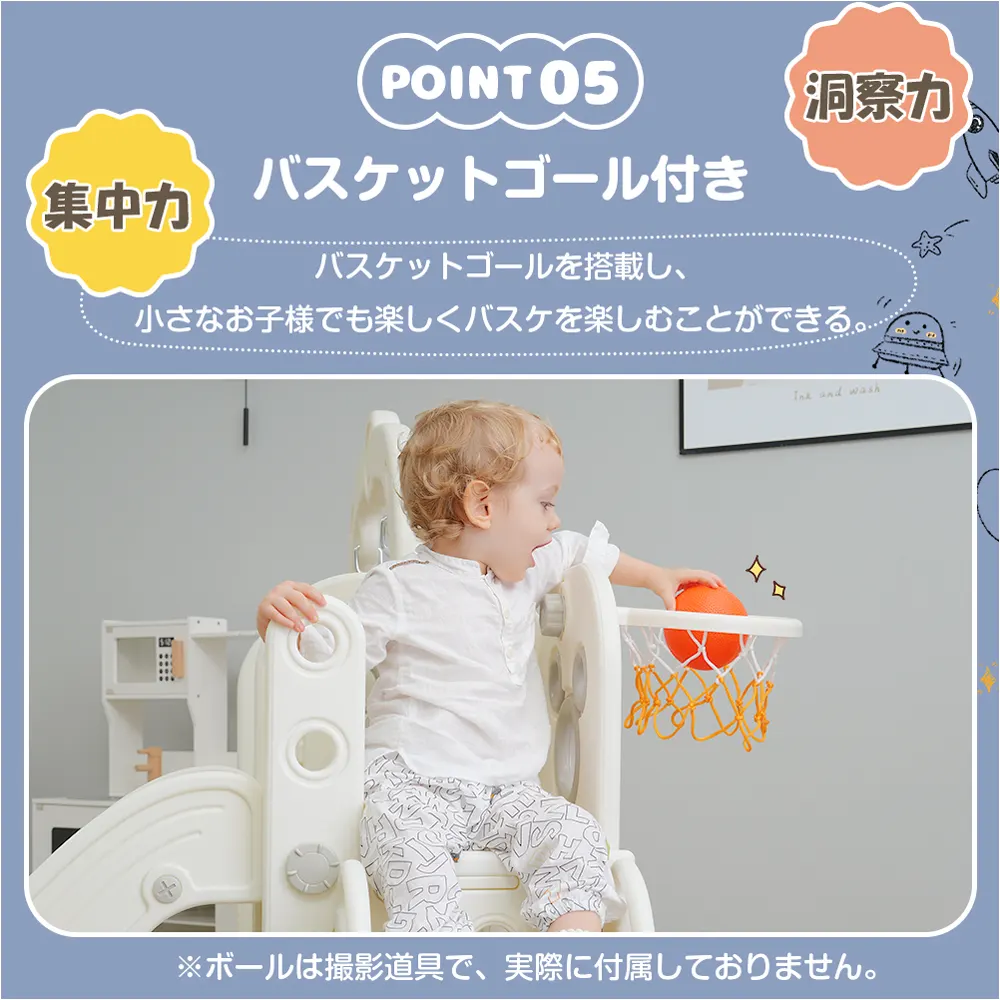 POINT 05
洞察力
集中力
バスケットゴール付き
バスケットゴールを搭載し、
小さなお子様でも楽しくバスケを楽しむことができる。
Ink and wash
※ボールは撮影道具で、実際に付属しておりません。